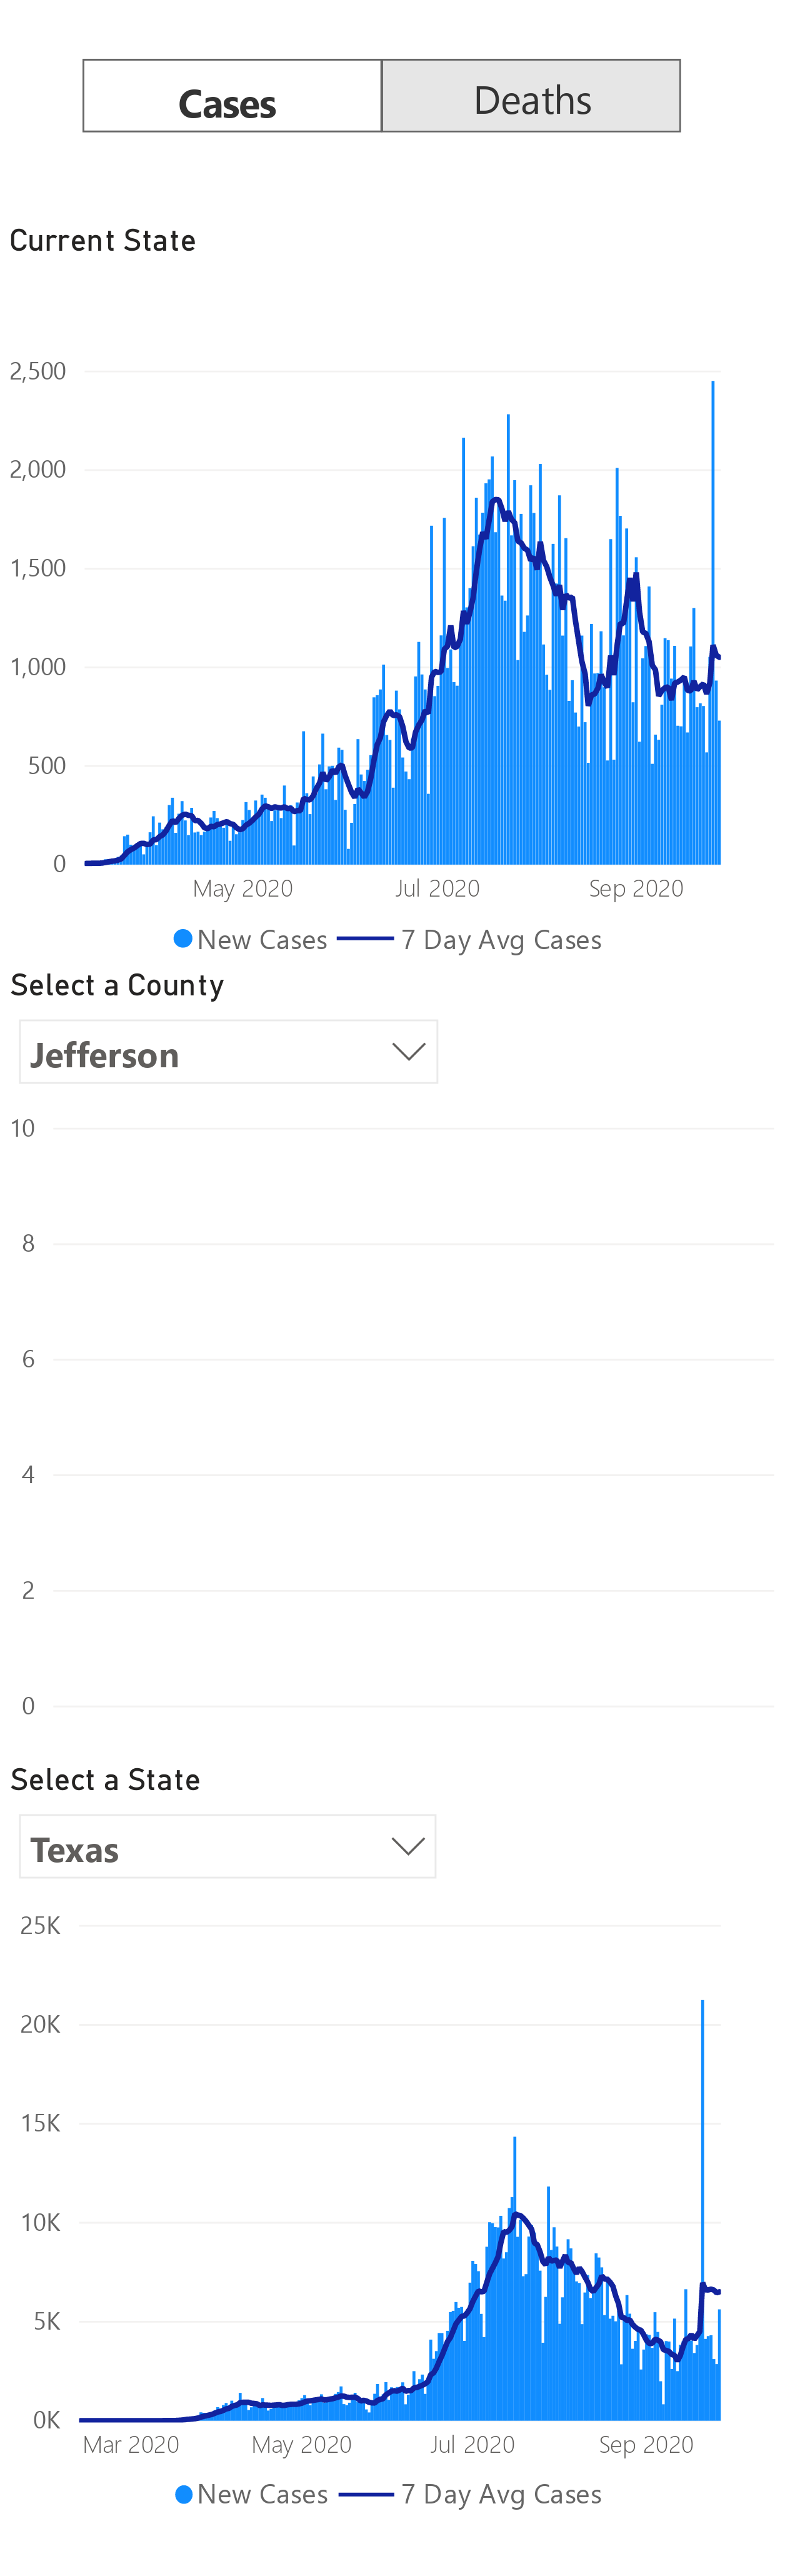 Cases Deaths
Current State
2,500
2,000
1,500
1,000
500
0
May 2020 Jul 2020 Sep 2020
New Cases 7 Day Avg Cases
Select a County
Jefferson
10
8
6
4
2
0
Select a State
Texas
25K
20K
15K
10K
5K
0K
Mar 2020 May 2020 Jul 2020 Sep 2020
New Cases 7 Day Avg Cases